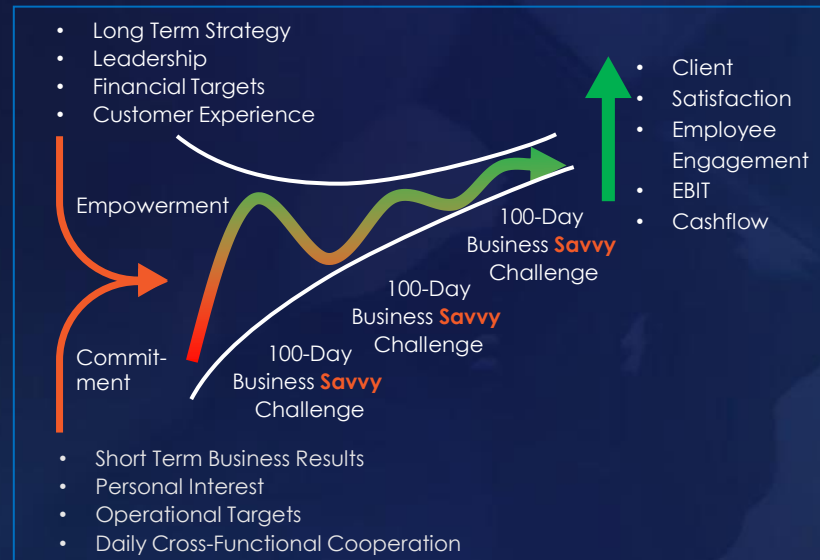 • Long Term Strategy
• Leadership
• Financial Targets
• Customer Experience
Empowerment
Commit-
ment
• Short Term Business Results
• Personal Interest
• Operational Targets
• Daily Cross-Functional Cooperation
100-Day
Business Savvy
Challenge
100-Day
Business Savvy
Challenge
100-Day
Business Savvy
Challenge
• Client
• Satisfaction
• Employee
Engagement
• EBIT
• Cashflow